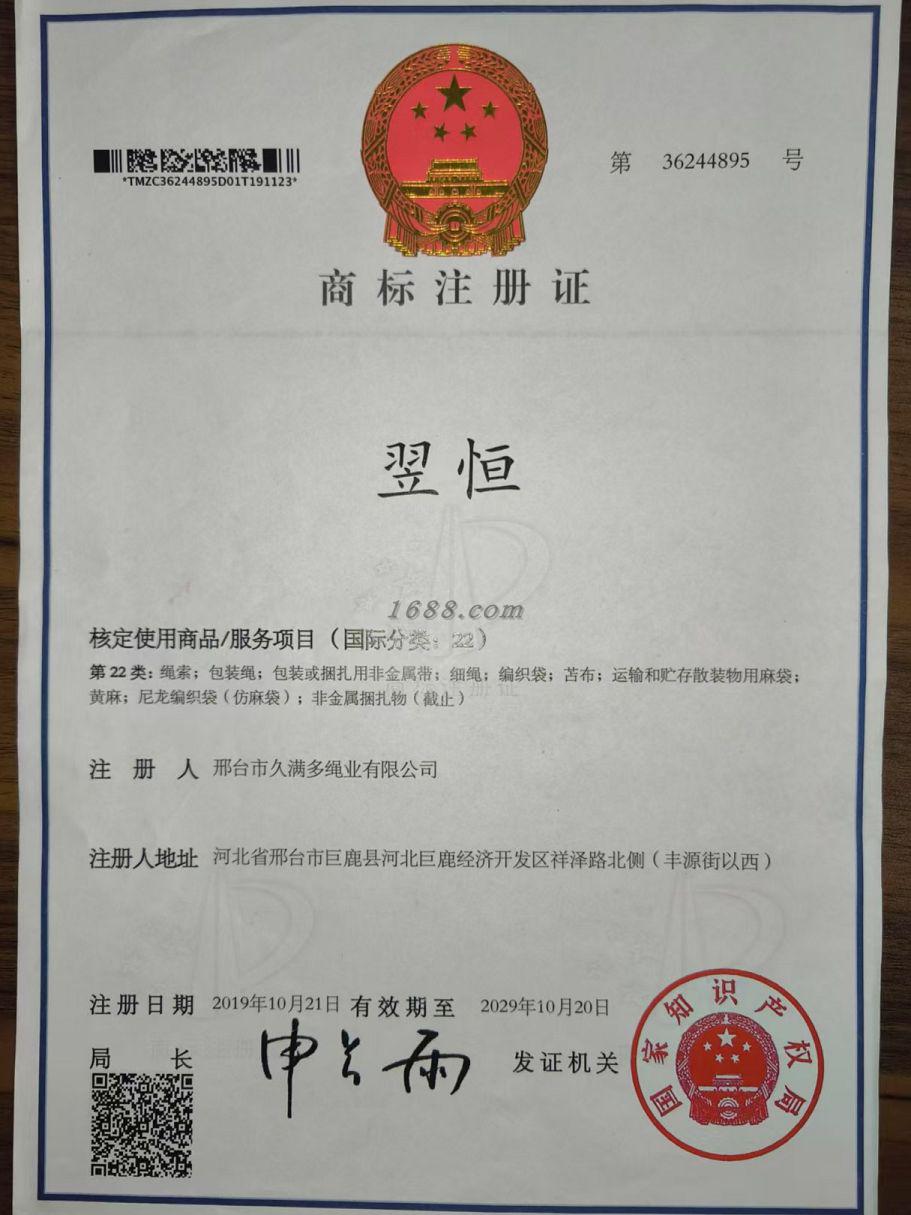 *TMZC36244895D01T191123*
第 36244895 号
商标注册证
翌恒
1688.com
核定使用商品/服务项目（国际分类：22）
第 22 类：绳索；包装绳；包装或捆扎用非金属带；细绳；编织袋；苫布；运输和贮存散装物用麻袋；
黄麻；尼龙编织袋（仿麻袋）；非金属捆扎物（截止）
注册人 邢台市久满多绳业有限公司
注册人地址 河北省邢台市巨鹿县河北巨鹿经济开发区祥泽路北侧（丰源街以西）
注册日期 2019年10月21日 有效期至 2029年10月20日
局长 申长雨 发证机关
国家知识产权局